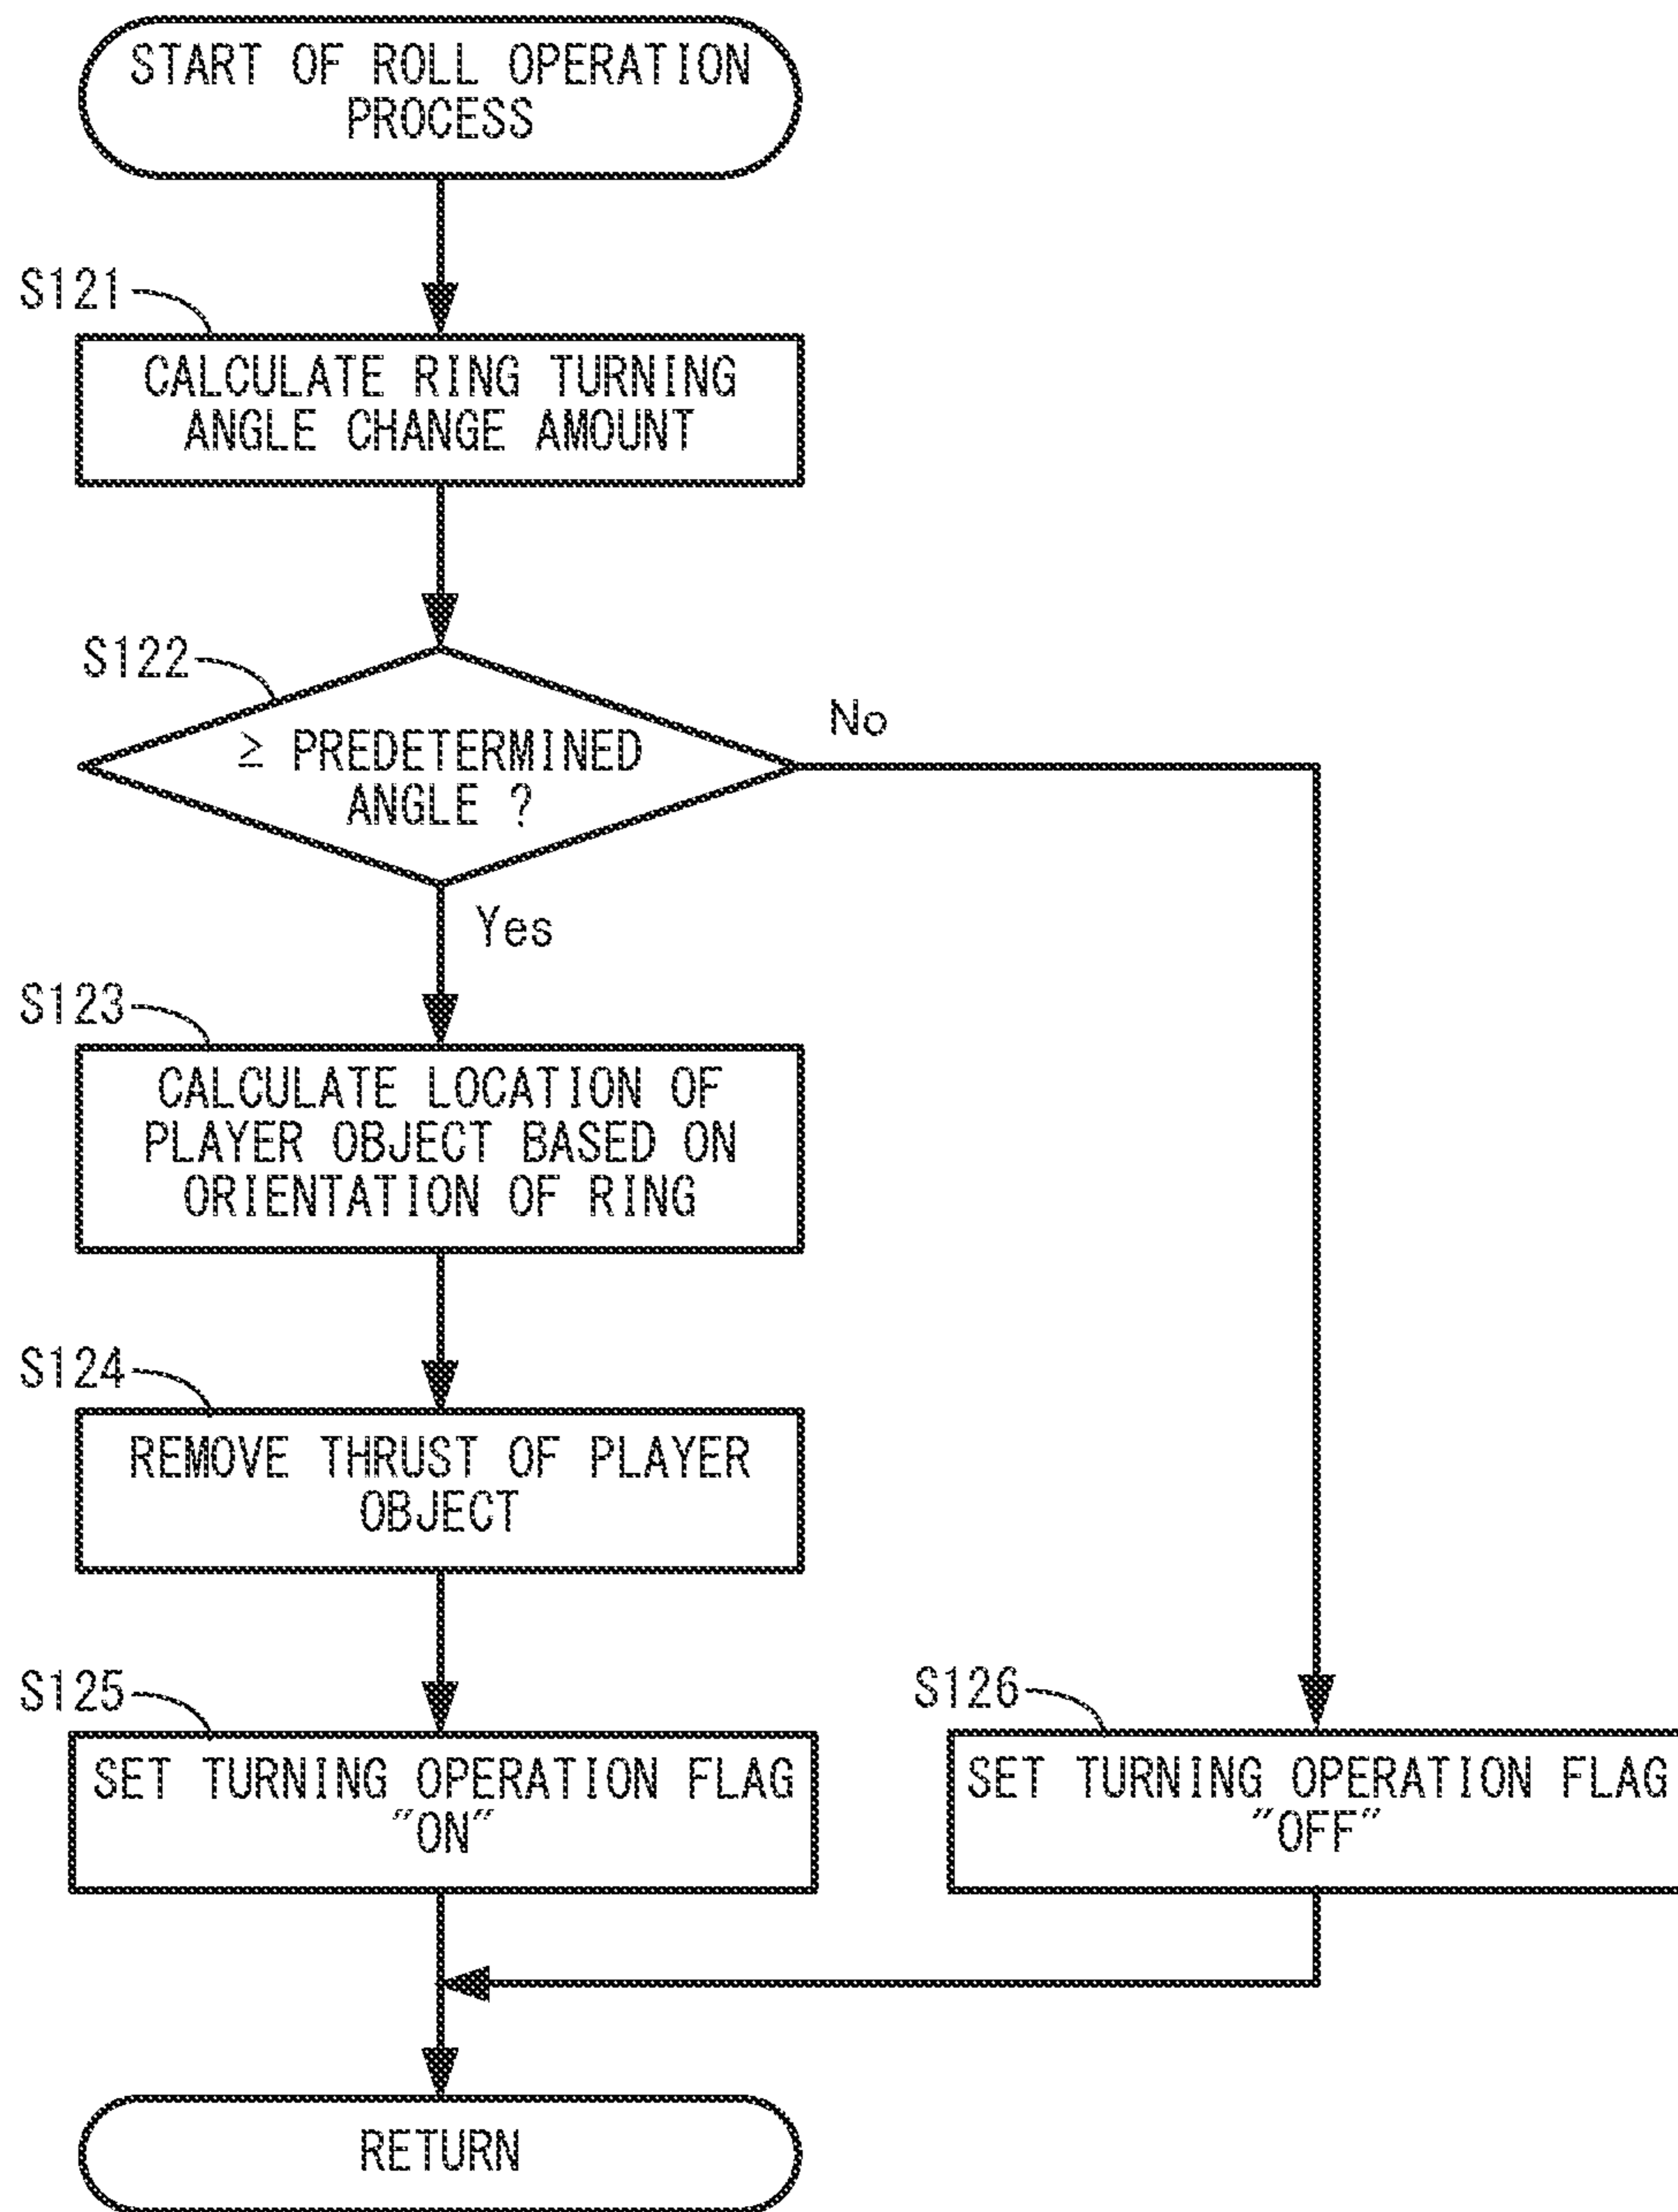 START OF ROLL OPERATION
PROCESS
S121
CALCULATE RING TURNING
ANGLE CHANGE AMOUNT
S122
≥ PREDETERMINED
ANGLE ?
No
Yes
S123
CALCULATE LOCATION OF
PLAYER OBJECT BASED ON
ORIENTATION OF RING
S124
REMOVE THRUST OF PLAYER
OBJECT
S125
SET TURNING OPERATION FLAG
"ON"
S126
SET TURNING OPERATION FLAG
"OFF"
RETURN